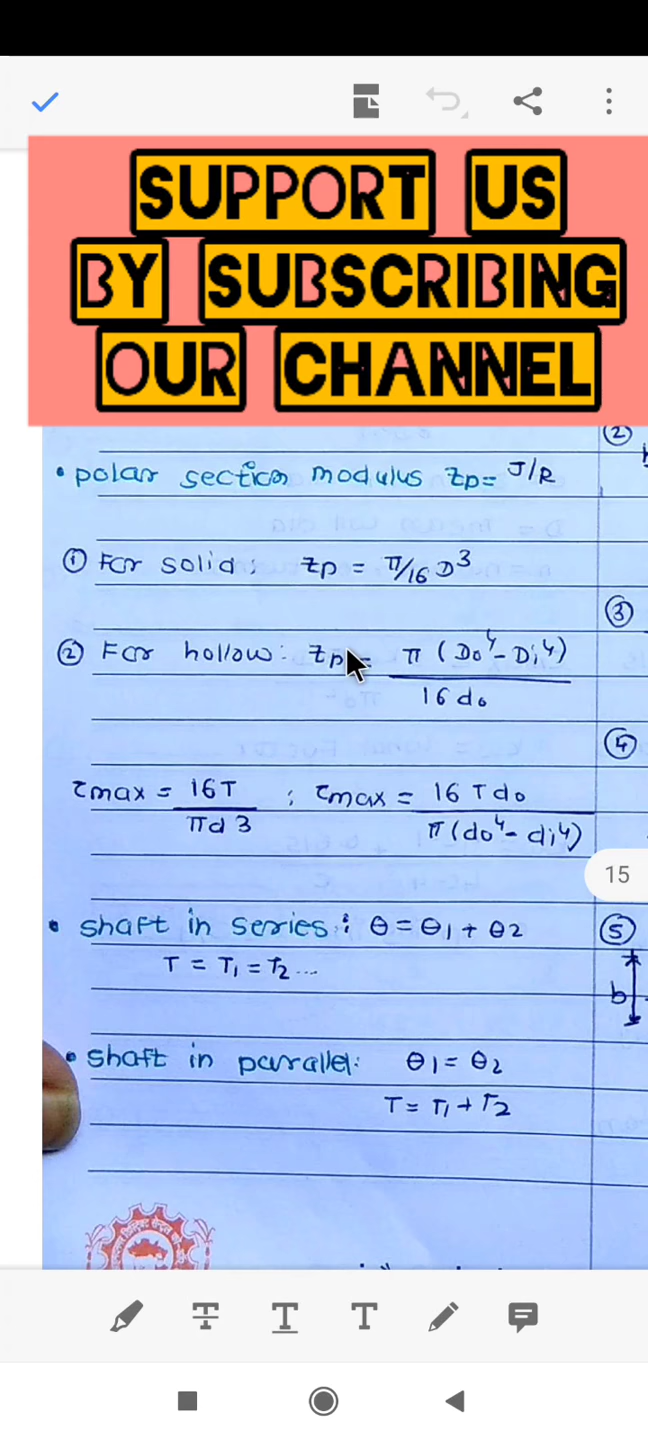 SUPPORT US
BY SUBSCRIBING
OUR CHANNEL
②
• polar section modulus Zp = J/R
① For solid: Zp = π/16 D³
③
② For hollow: Zp = π (Do⁴ - Di⁴) / 16 do
④
τmax = 16T / πd3 ; τmax = 16 T do / π (do⁴ - di⁴)
15
• shaft in series: θ = θ1 + θ2
⑤
T = T1 = T2 ...
b
• shaft in parallel: θ1 = θ2
T = T1 + T2